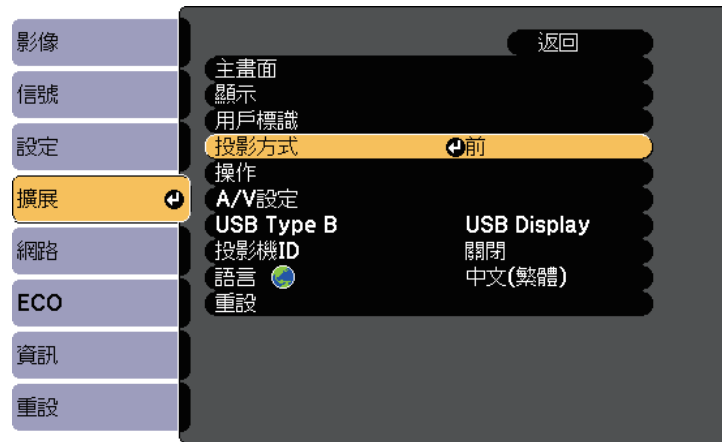 影像
信號
設定
擴展
網路
ECO
資訊
重設
返回
主畫面
顯示
用戶標識
投影方式 前
操作
A/V設定
USB Type B USB Display
投影機ID 關閉
語言 中文(繁體)
重設